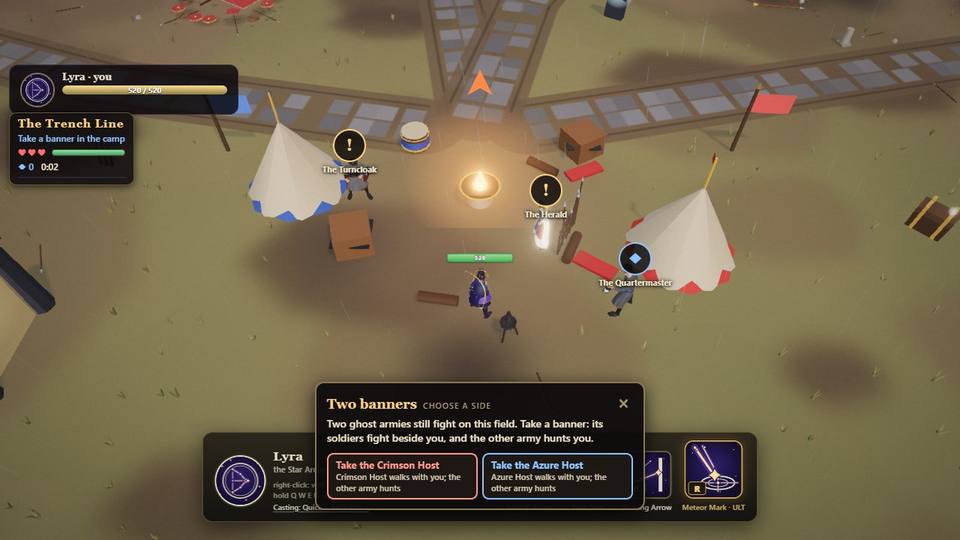 Lyra - you
520 / 520
The Trench Line
Take a banner in the camp
0 0:02
!
The Turncloak
!
The Herald
The Quartermaster
520
Two banners CHOOSE A SIDE
Two ghost armies still fight on this field. Take a banner: its
soldiers fight beside you, and the other army hunts you.
Take the Crimson Host
Crimson Host walks with you; the
other army hunts
Take the Azure Host
Azure Host walks with you; the
other army hunts
Lyra
the Star
right-click:
hold Q W E
Casting:
Arrow
R
Meteor Mark · ULT